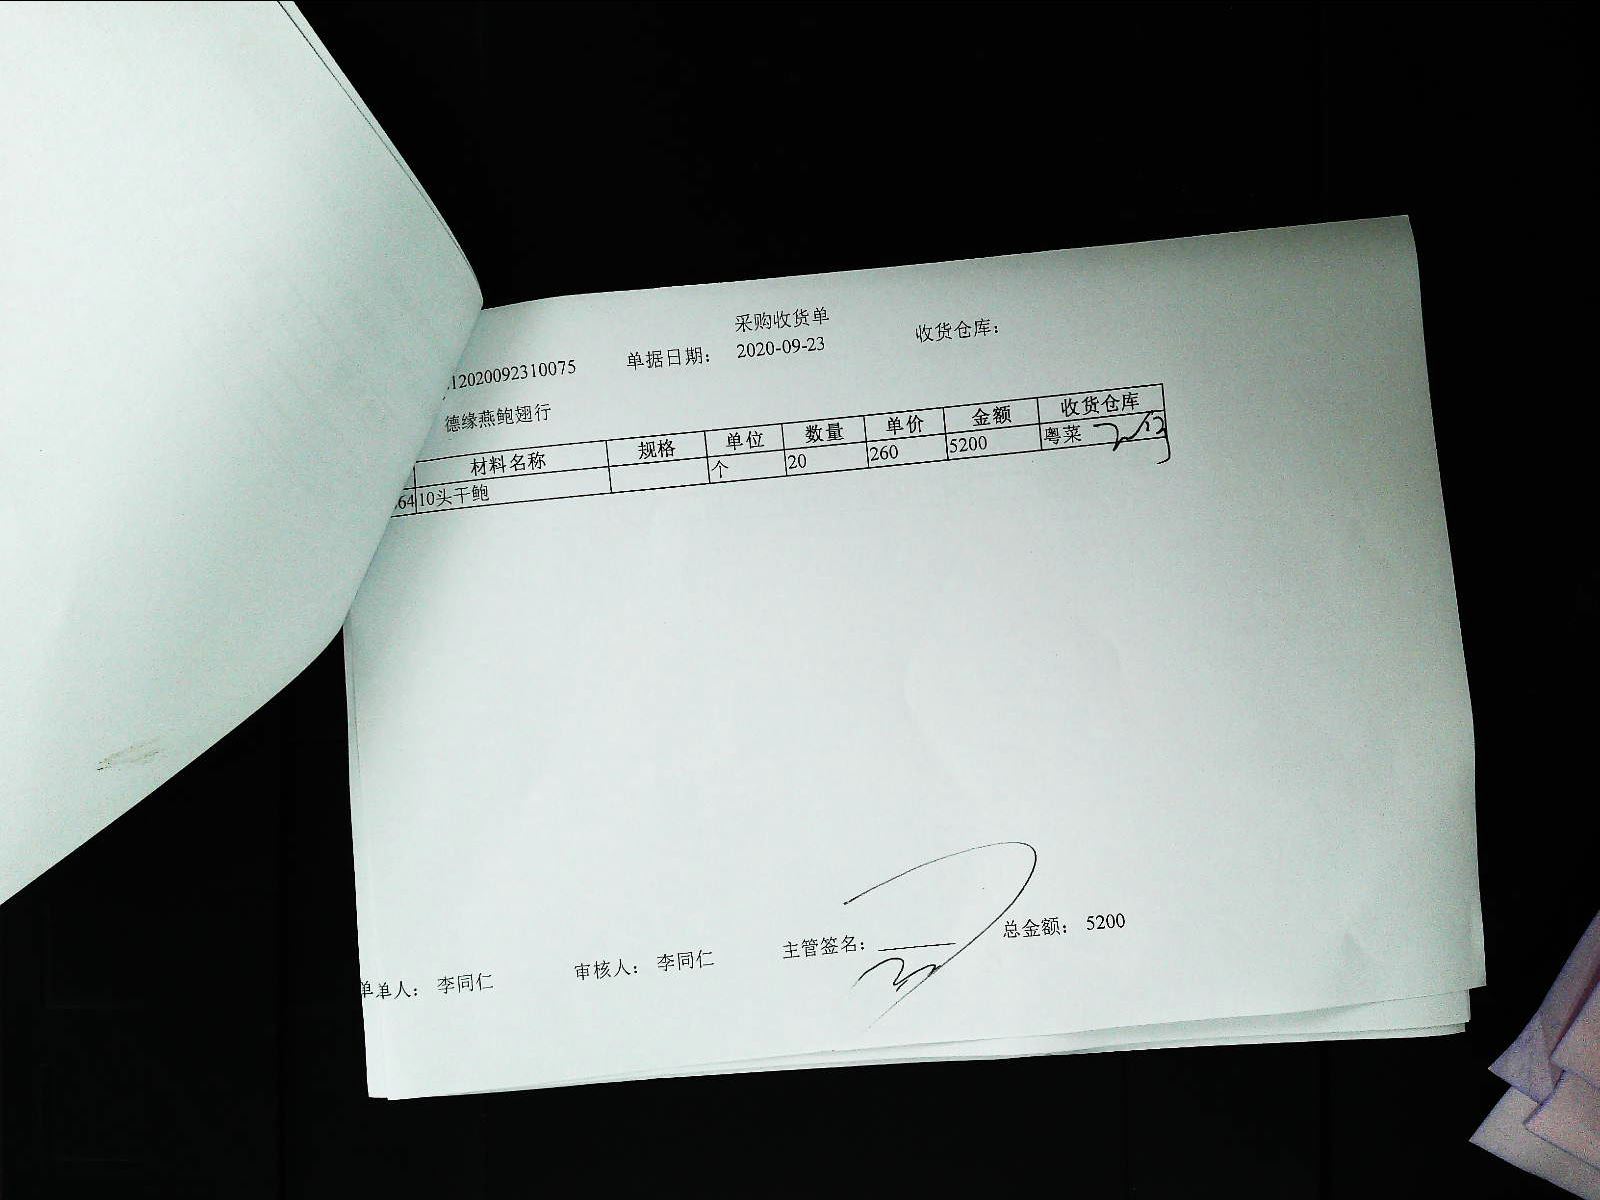 采购收货单
12020092310075 单据日期: 2020-09-23 收货仓库:
德缘燕鲍翅行
材料名称 规格 单位 数量 单价 金额 收货仓库
64 10头干鲍 个 20 260 5200 粤菜
单人: 李同仁 审核人: 李同仁 主管签名: 总金额: 5200